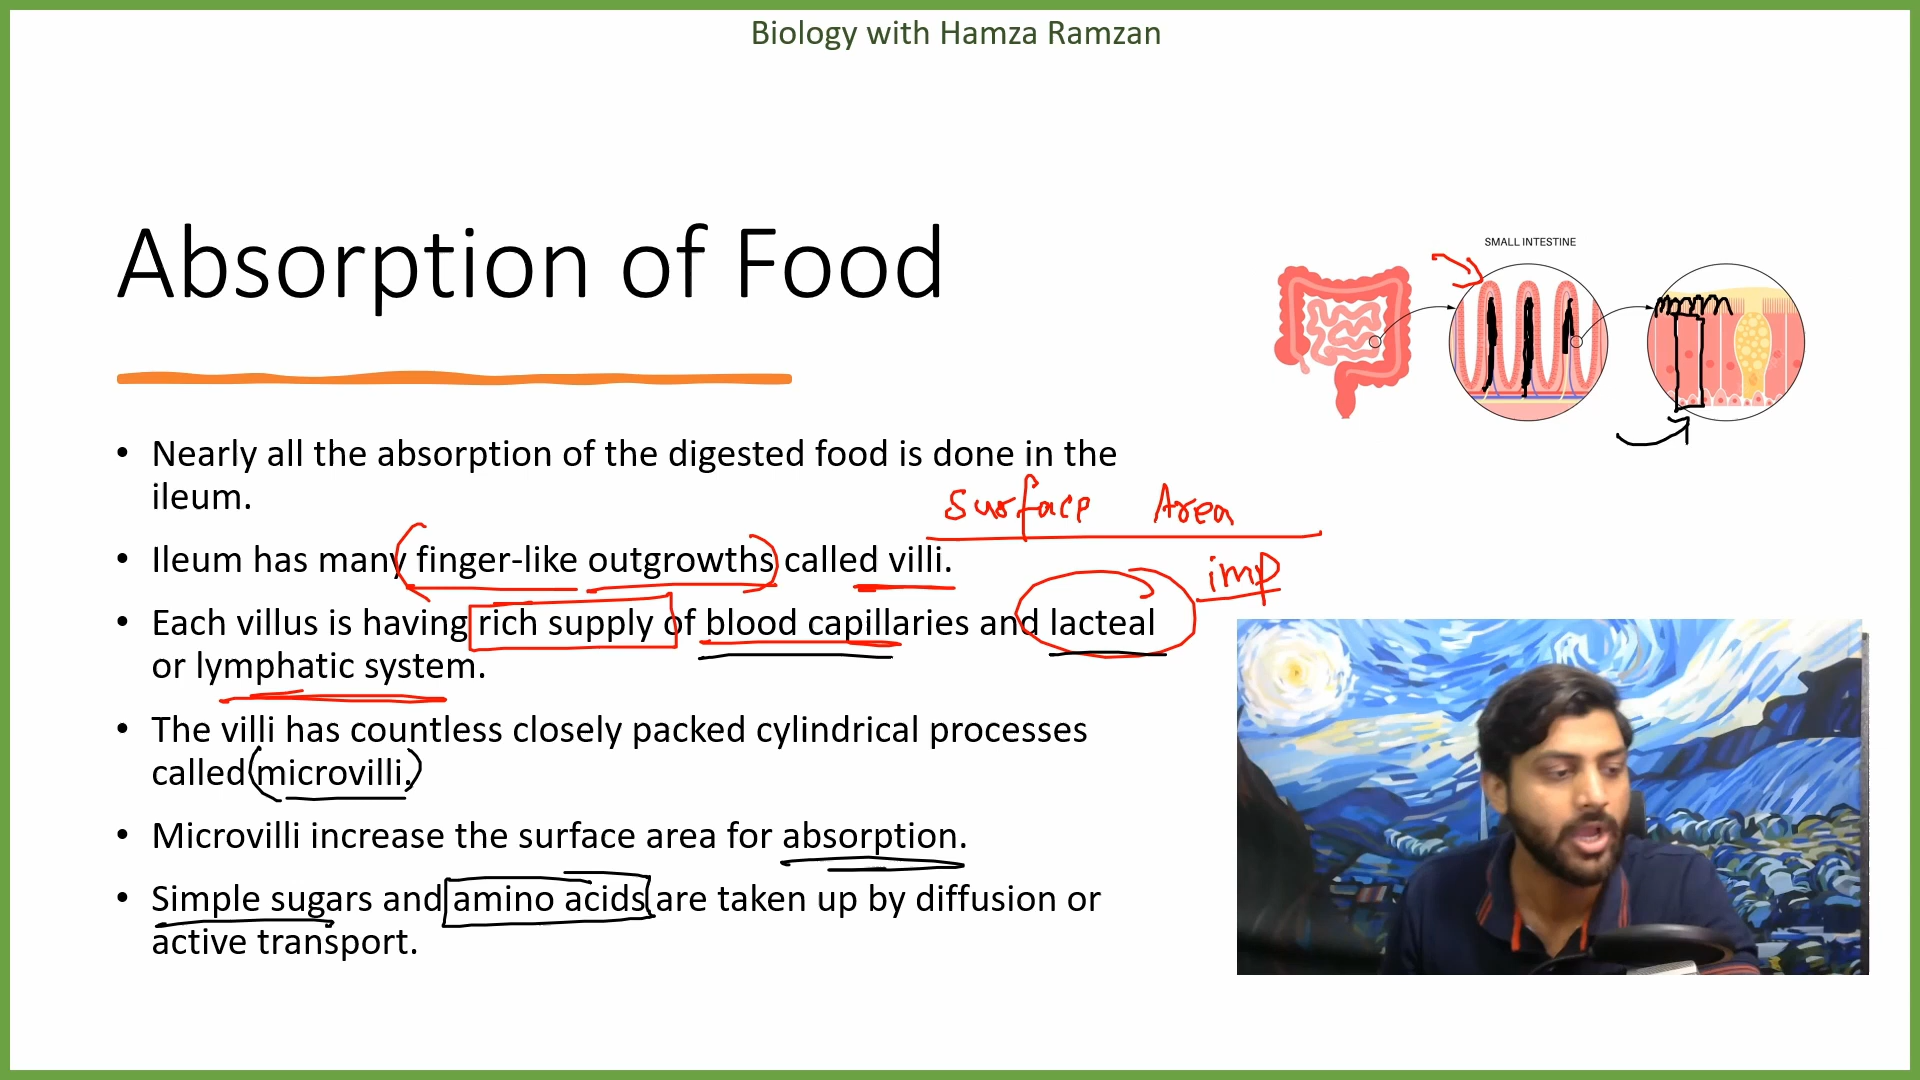 Biology with Hamza Ramzan
SMALL INTESTINE
Absorption of Food
• Nearly all the absorption of the digested food is done in the
ileum.
Surface Area
• Ileum has many finger-like outgrowths called villi.
imp
• Each villus is having rich supply of blood capillaries and lacteal
or lymphatic system.
• The villi has countless closely packed cylindrical processes
called microvilli.
• Microvilli increase the surface area for absorption.
• Simple sugars and amino acids are taken up by diffusion or
active transport.